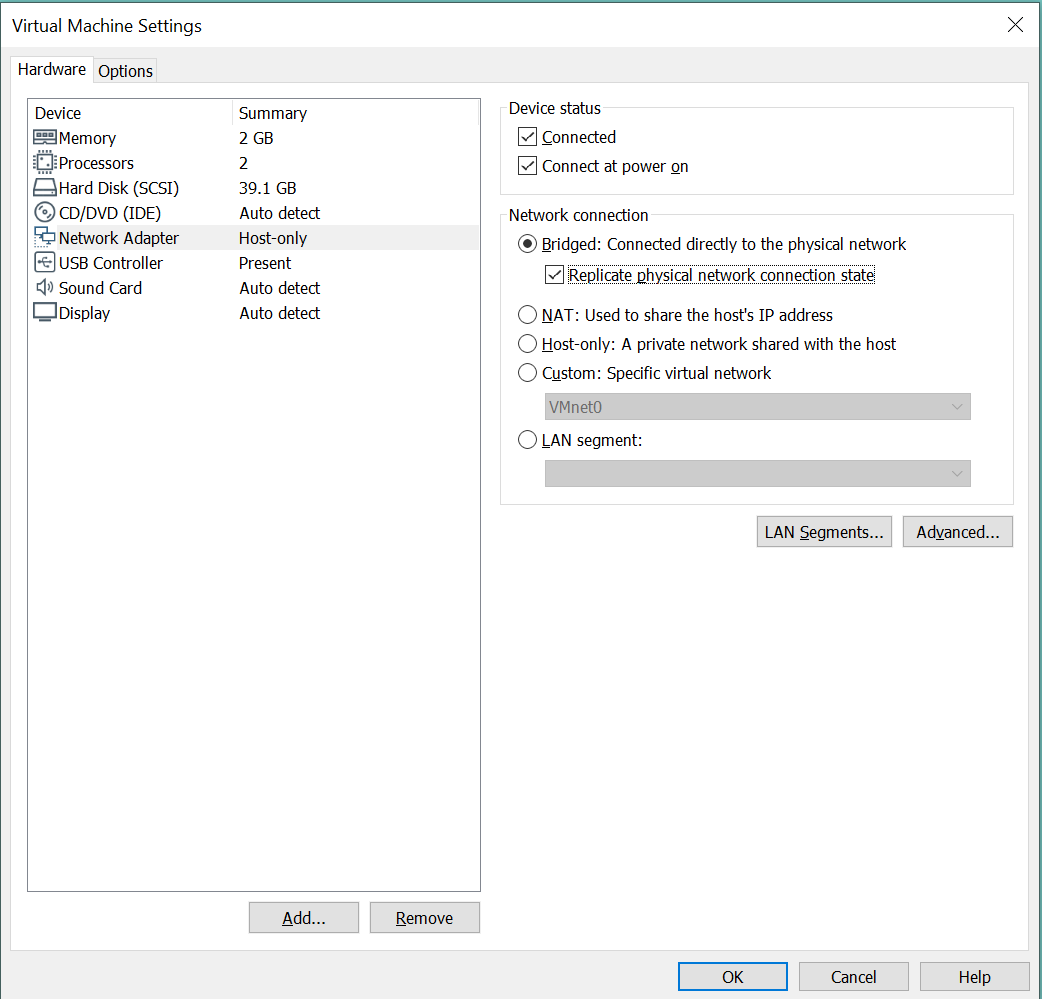 Virtual Machine Settings
Hardware Options
Device Summary
Memory 2 GB
Processors 2
Hard Disk (SCSI) 39.1 GB
CD/DVD (IDE) Auto detect
Network Adapter Host-only
USB Controller Present
Sound Card Auto detect
Display Auto detect
Add... Remove
Device status
Connected
Connect at power on
Network connection
Bridged: Connected directly to the physical network
Replicate physical network connection state
NAT: Used to share the host's IP address
Host-only: A private network shared with the host
Custom: Specific virtual network
VMnet0
LAN segment:
LAN Segments... Advanced...
OK Cancel Help